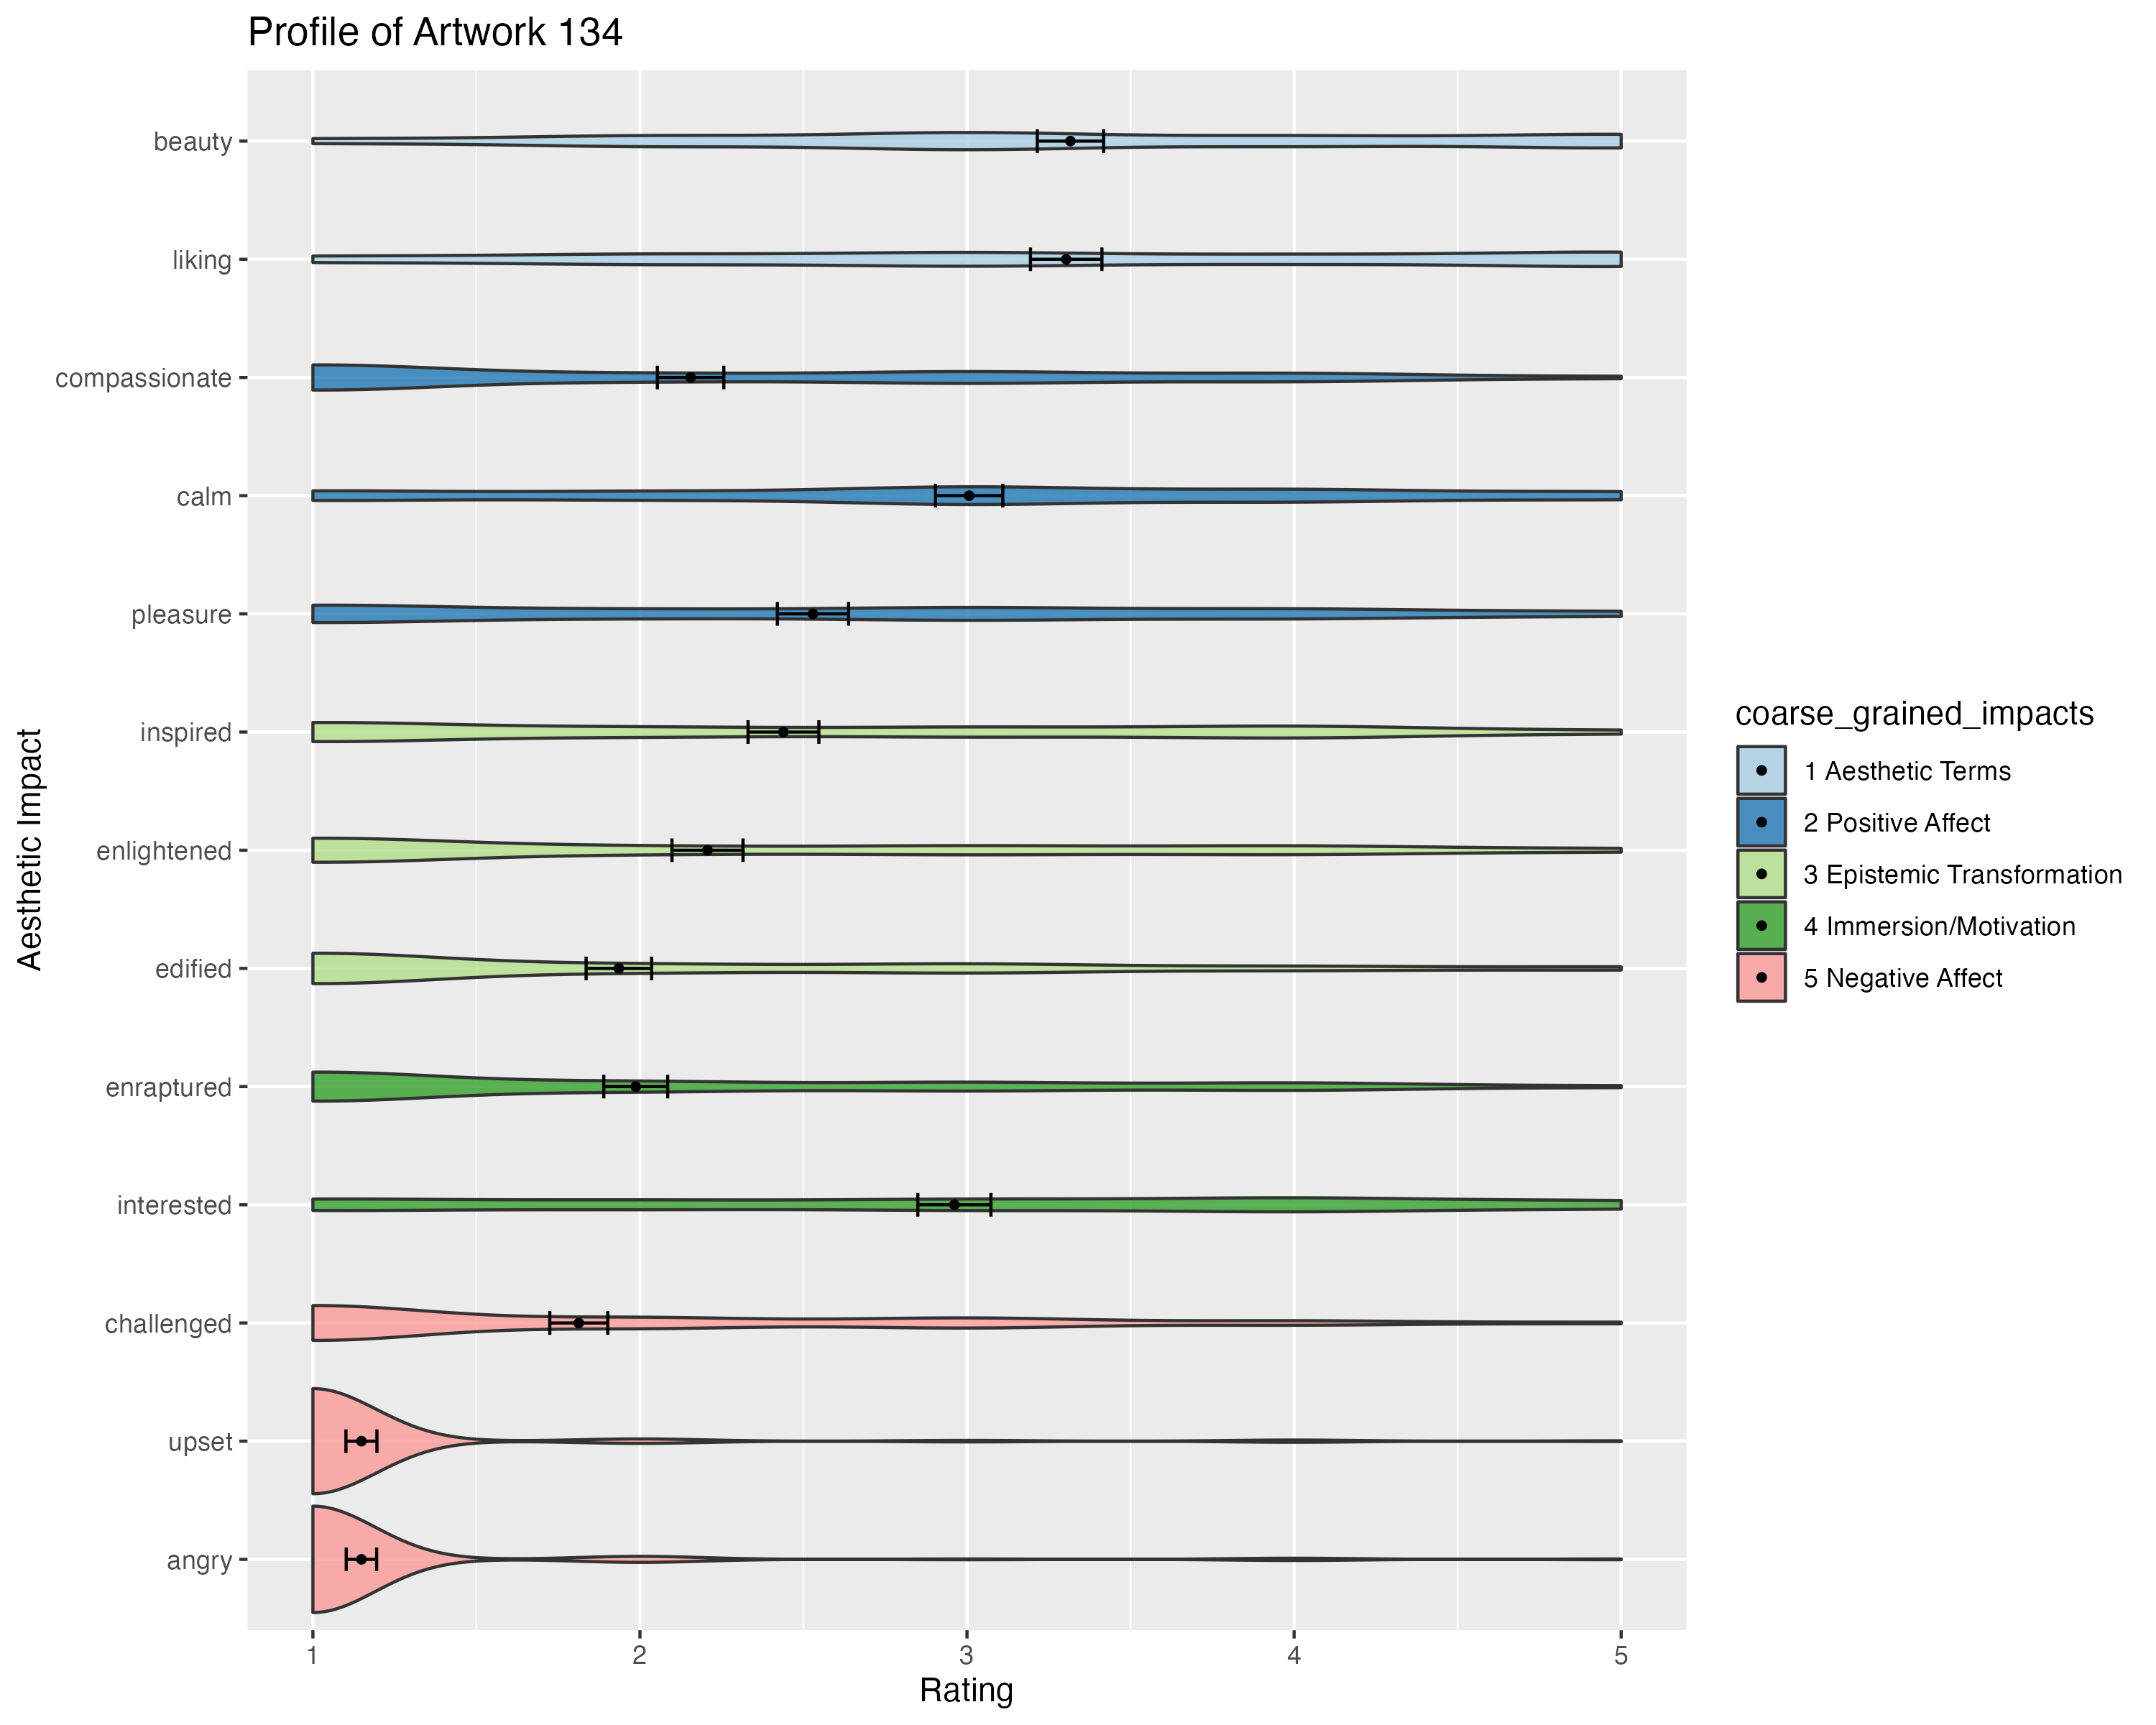 Profile of Artwork 134
beauty
liking
compassionate
calm
pleasure
inspired
enlightened
edified
enraptured
interested
challenged
upset
angry
Aesthetic Impact
1 2 3 4 5
Rating
coarse_grained_impacts
1 Aesthetic Terms
2 Positive Affect
3 Epistemic Transformation
4 Immersion/Motivation
5 Negative Affect